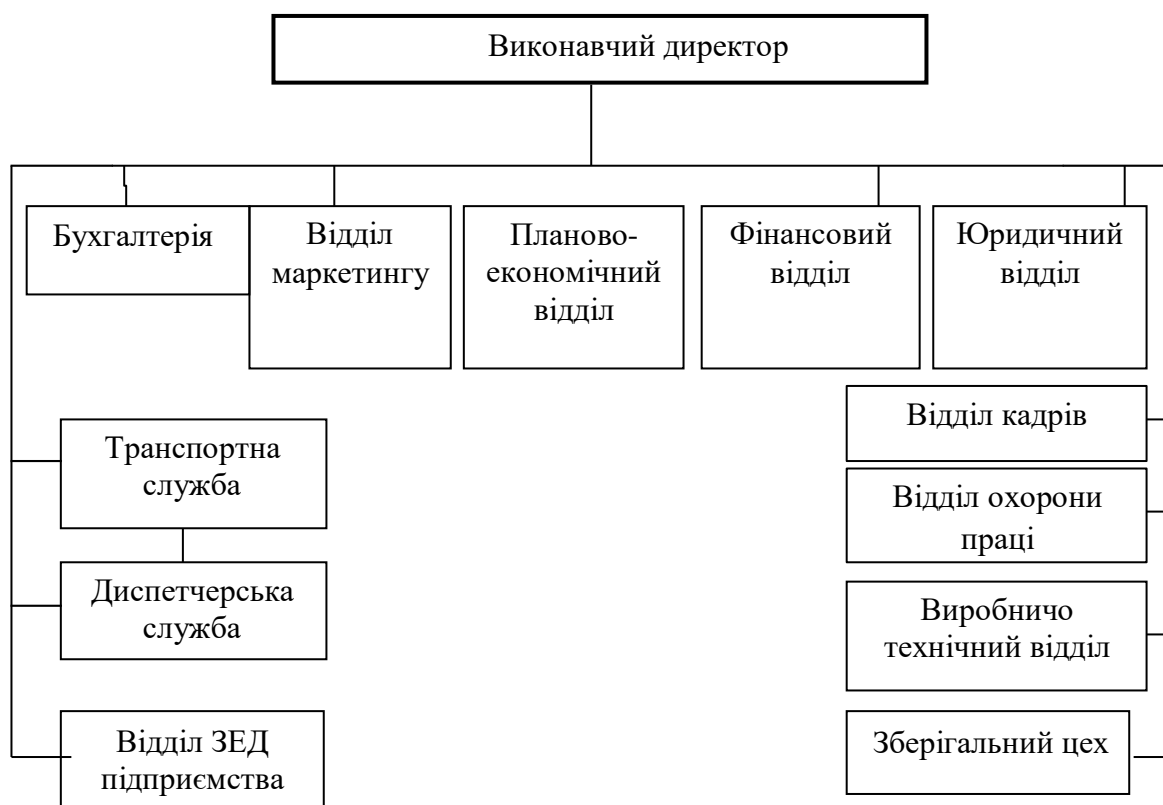 Виконавчий директор
Бухгалтерія
Відділ
маркетингу
Планово-
економічний
відділ
Фінансовий
відділ
Юридичний
відділ
Транспортна
служба
Диспетчерська
служба
Відділ ЗЕД
підприємства
Відділ кадрів
Відділ охорони
праці
Виробничо
технічний відділ
Зберігальний цех